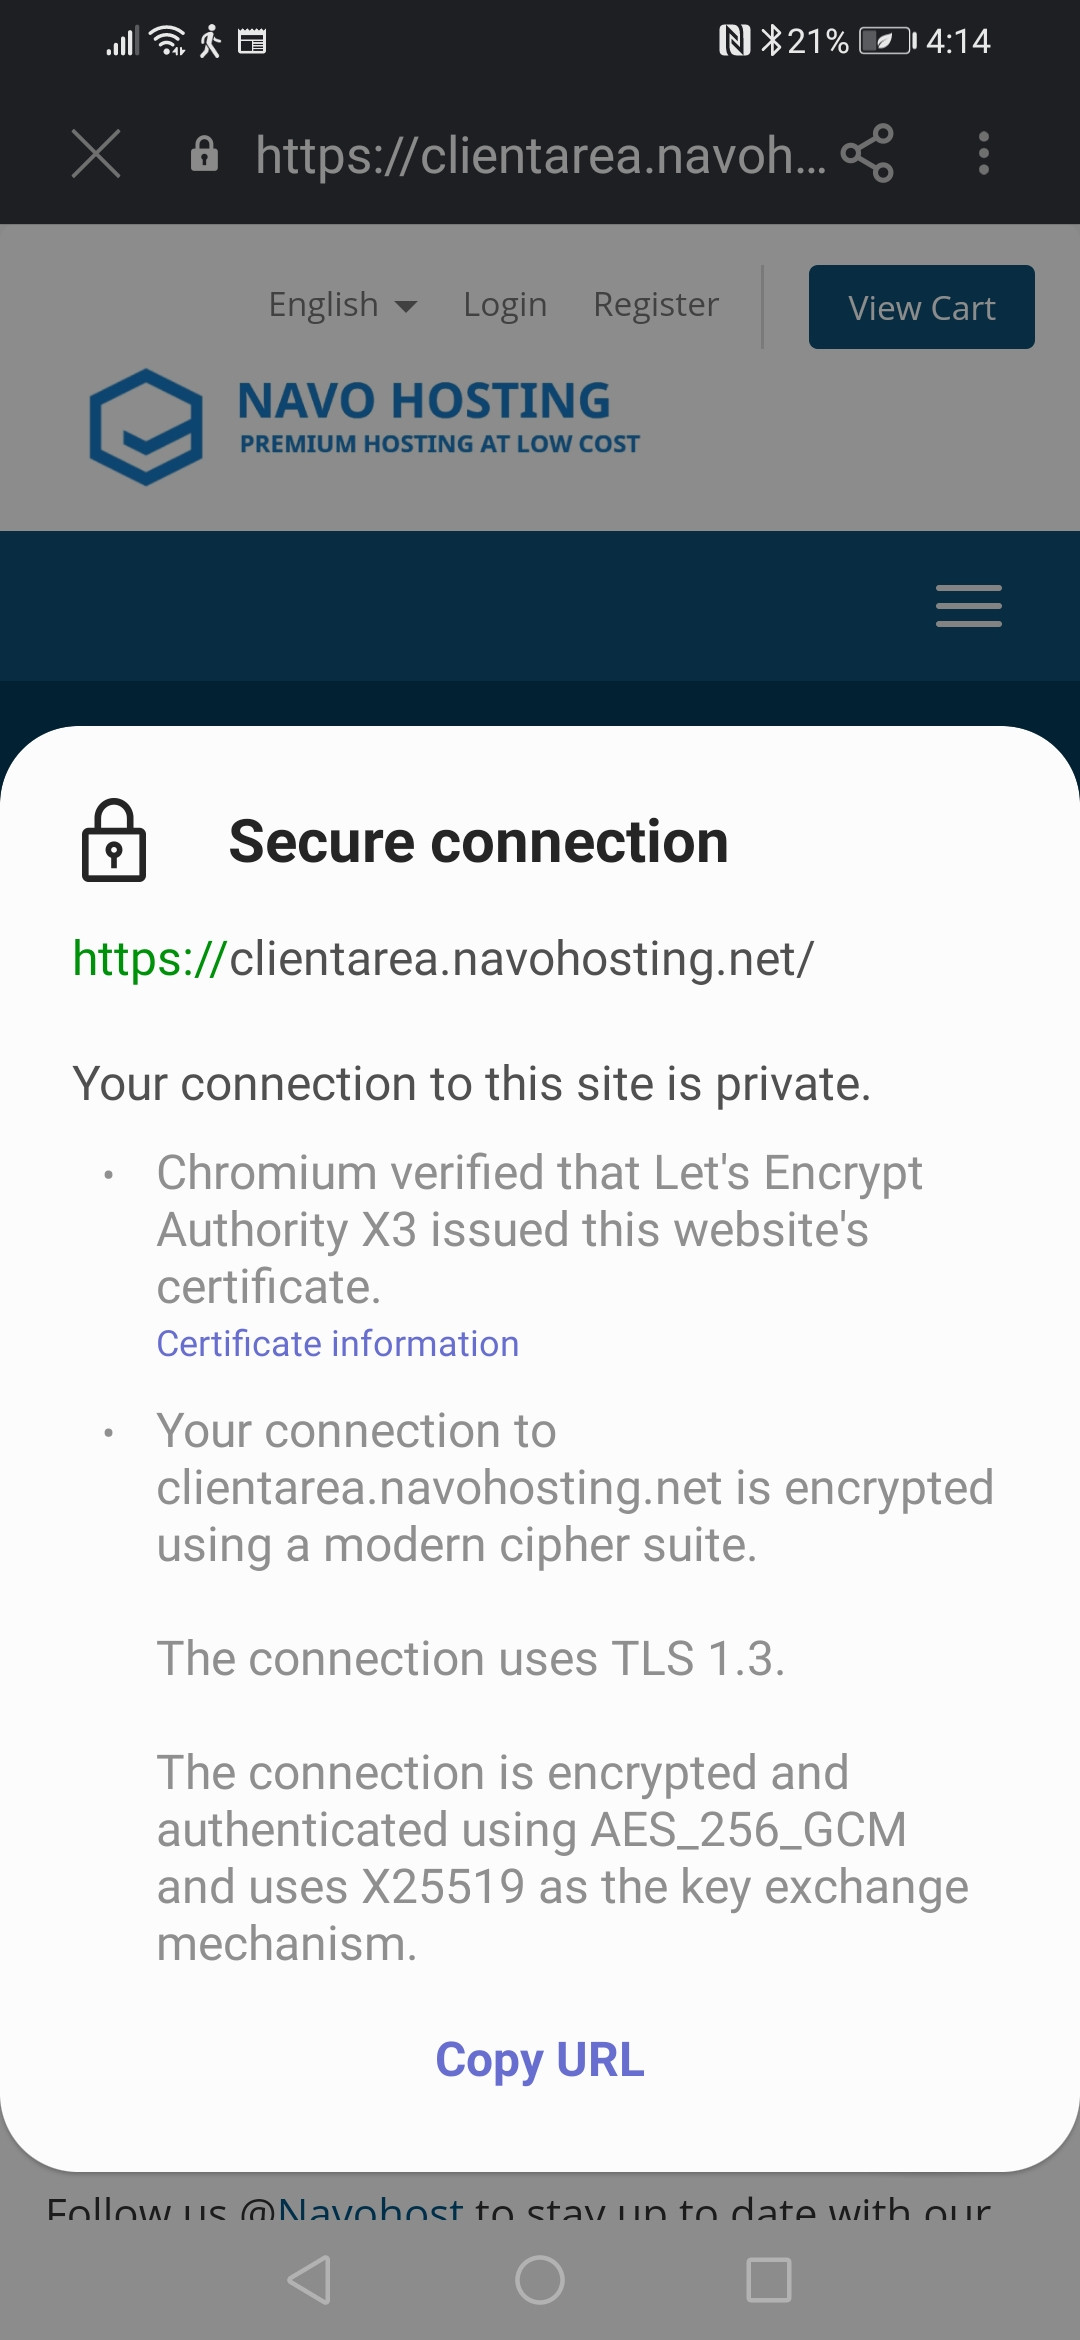 21% 4:14
https://clientarea.navoh...
English Login Register View Cart
NAVO HOSTING
PREMIUM HOSTING AT LOW COST
Secure connection
https://clientarea.navohosting.net/
Your connection to this site is private.
• Chromium verified that Let's Encrypt
Authority X3 issued this website's
certificate.
Certificate information
• Your connection to
clientarea.navohosting.net is encrypted
using a modern cipher suite.
The connection uses TLS 1.3.
The connection is encrypted and
authenticated using AES_256_GCM
and uses X25519 as the key exchange
mechanism.
Copy URL
Follow us @Navohost to stay up to date with our